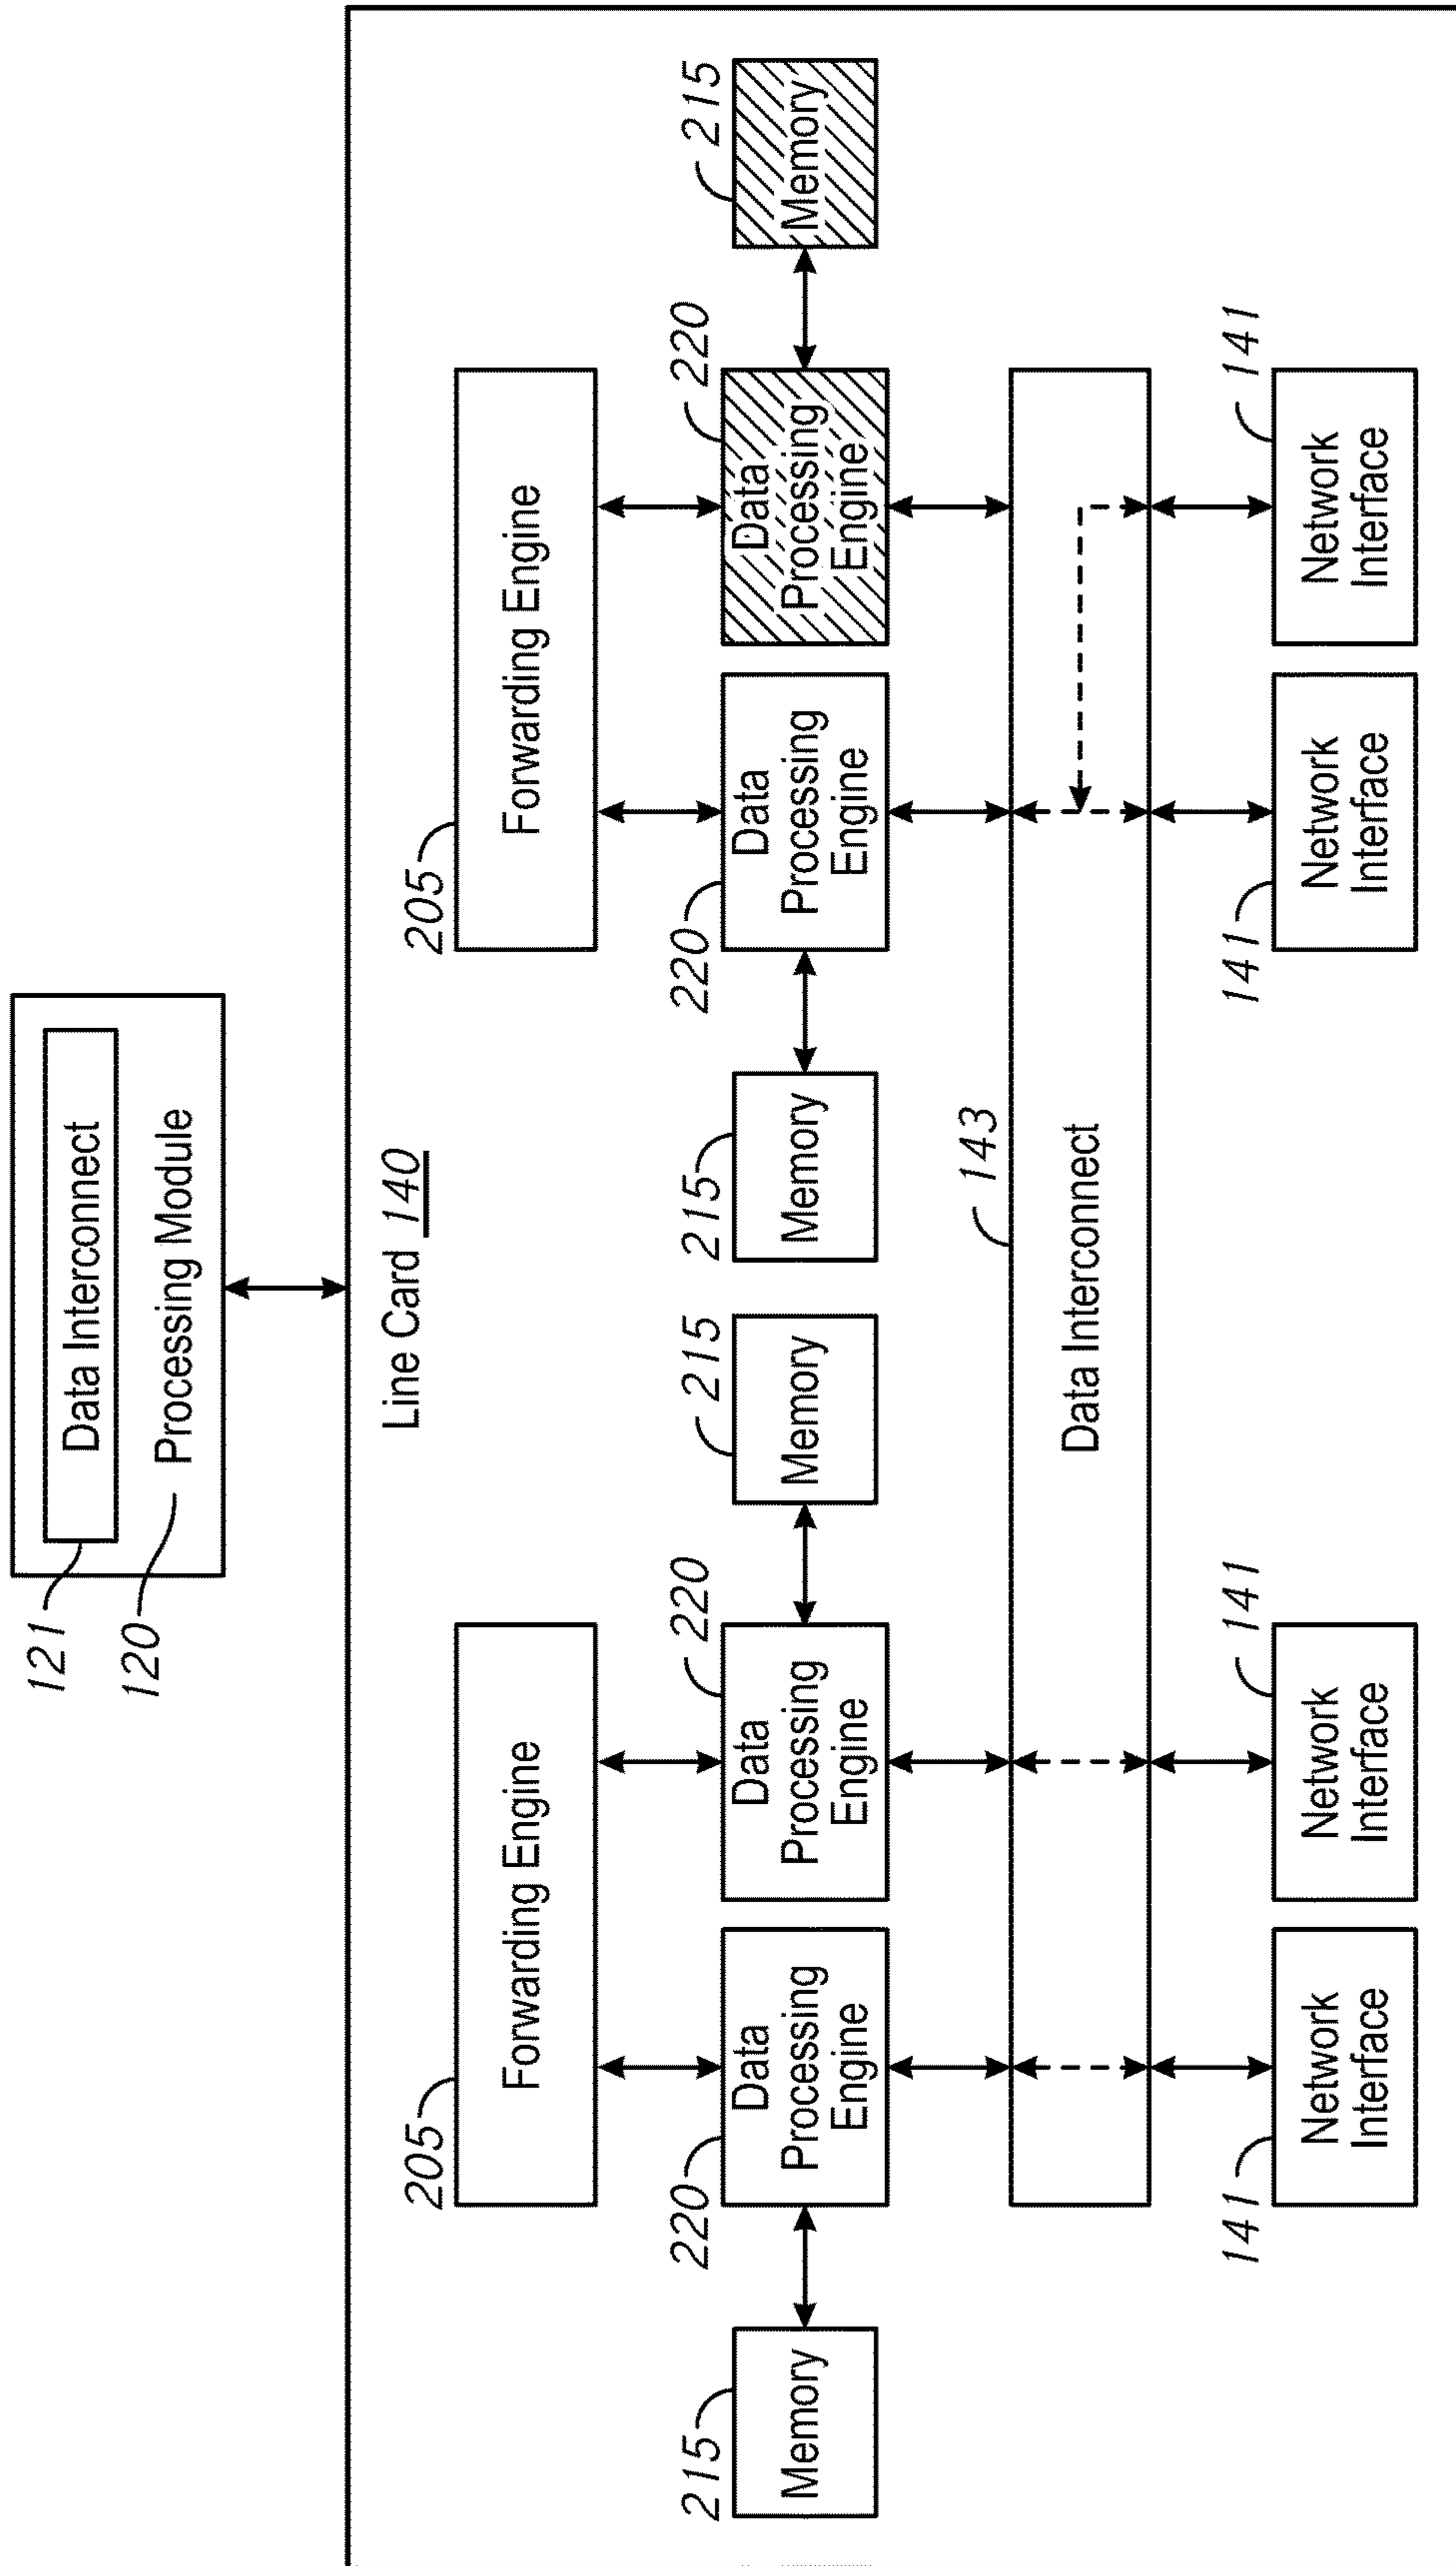 121
Data Interconnect
120
Processing Module
Line Card 140
205
Forwarding Engine
205
Forwarding Engine
215
Memory
220
Data
Processing
Engine
220
Data
Processing
Engine
215
Memory
215
Memory
220
Data
Processing
Engine
220
Data
Processing
Engine
215
Memory
143
Data Interconnect
141
Network
Interface
141
Network
Interface
141
Network
Interface
141
Network
Interface